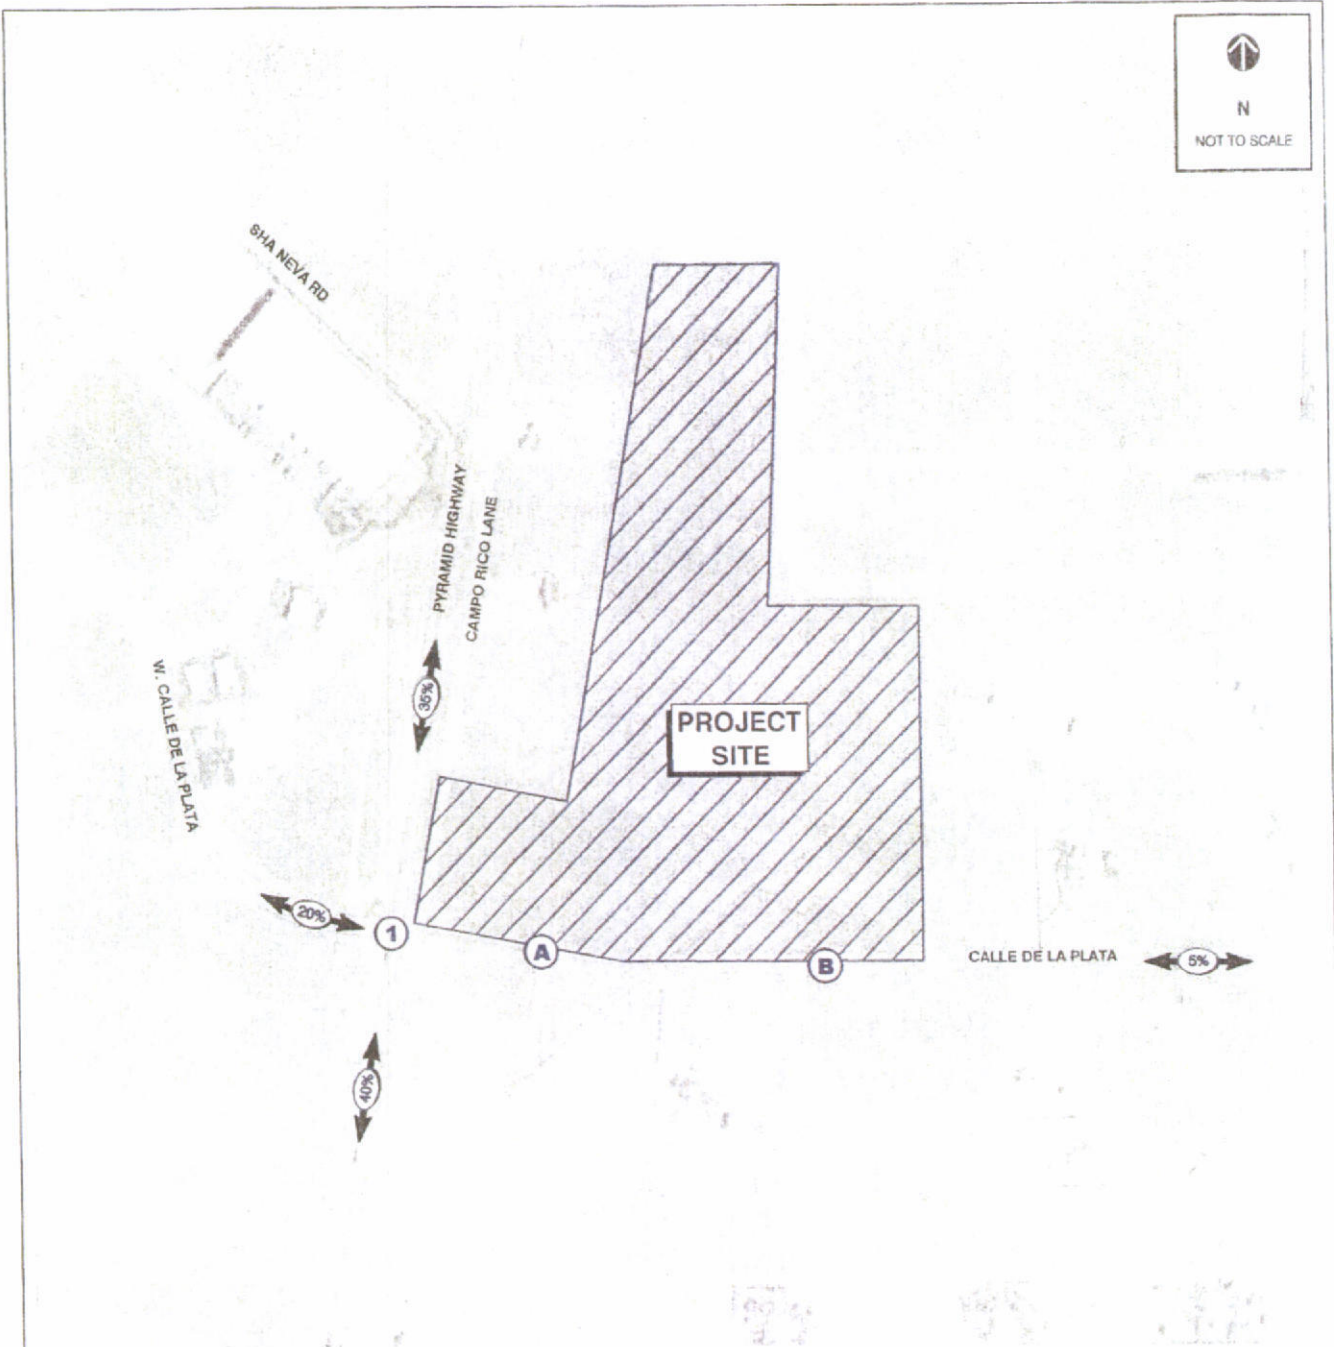 N
NOT TO SCALE
SHA NEVA RD
PYRAMID HIGHWAY
CAMPO RICO LANE
35%
W. CALLE DE LA PLATA
PROJECT
SITE
20%
1
A
B
CALLE DE LA PLATA
5%
40%